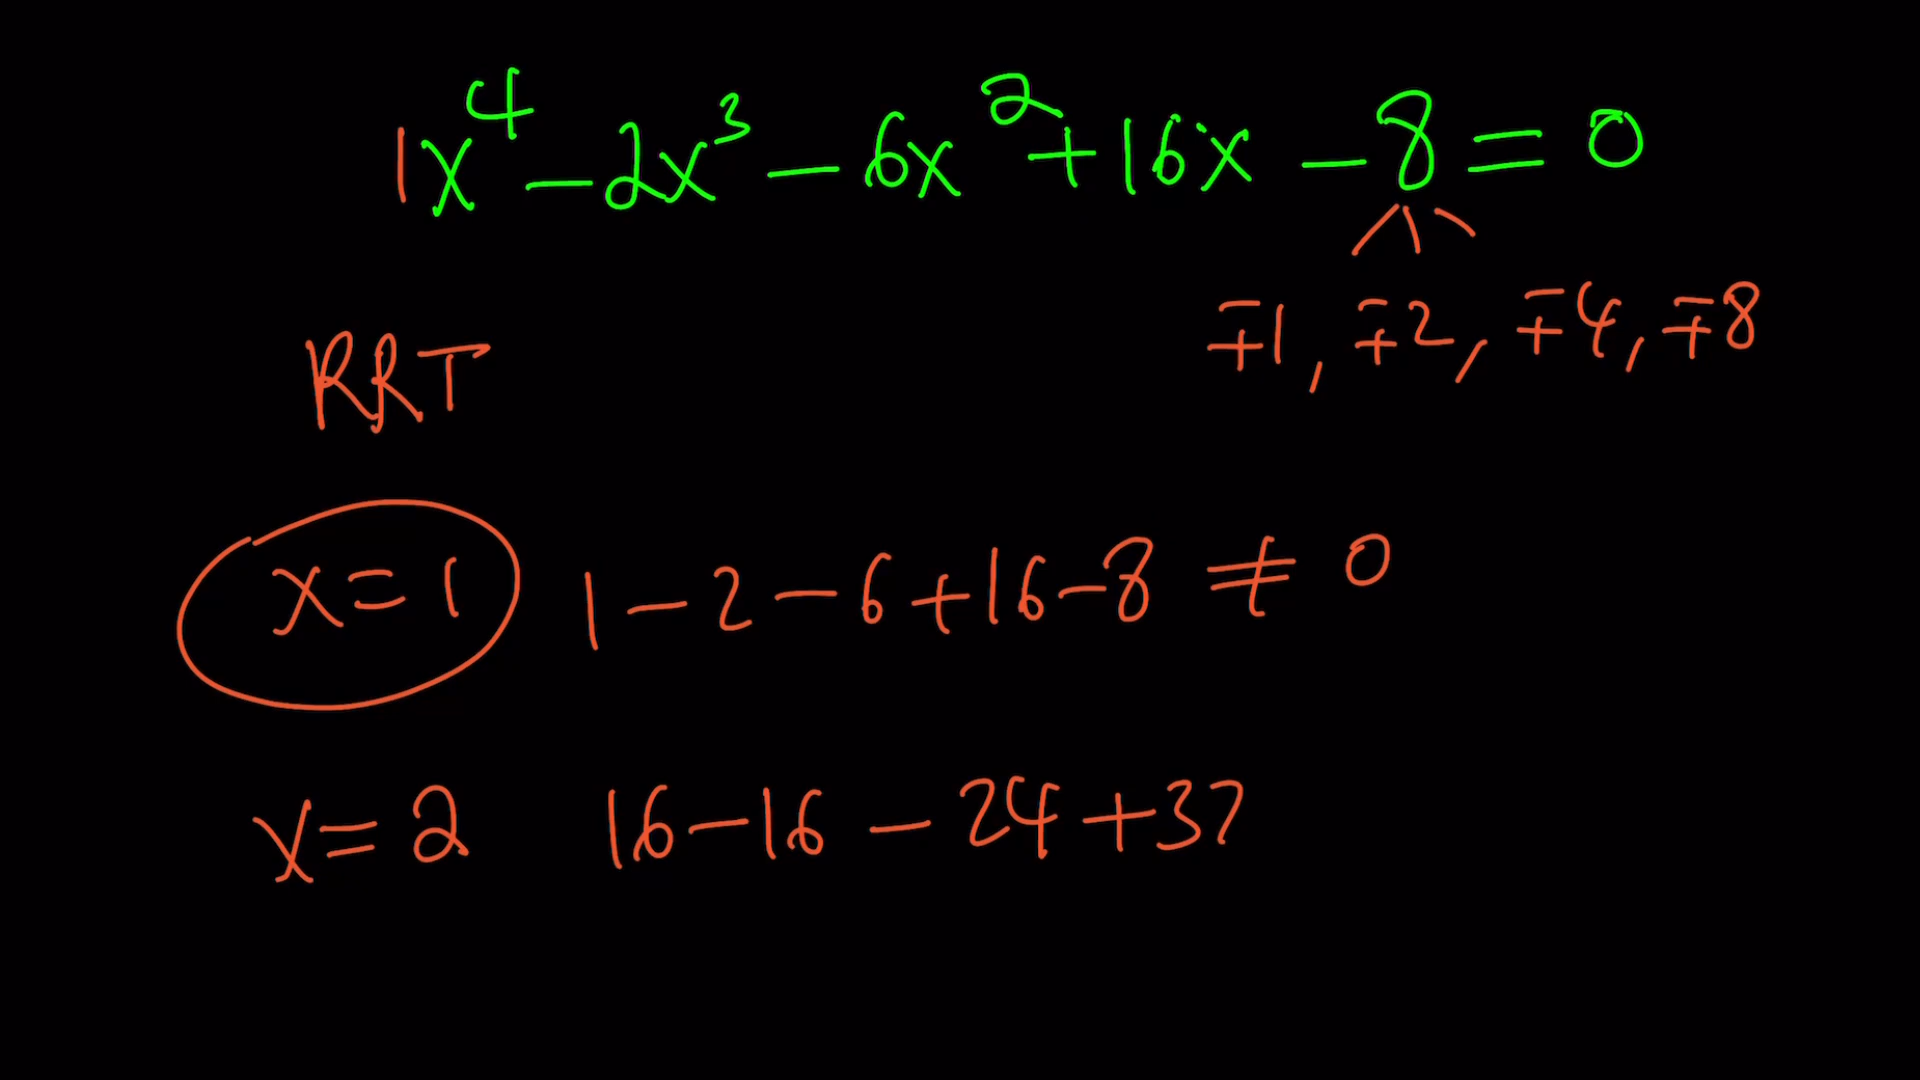 1x⁴ − 2x³ − 6x² + 16x − 8 = 0
∓1, ∓2, ∓4, ∓8
RRT
x = 1 1 − 2 − 6 + 16 − 8 ≠ 0
x = 2 16 − 16 − 24 + 32